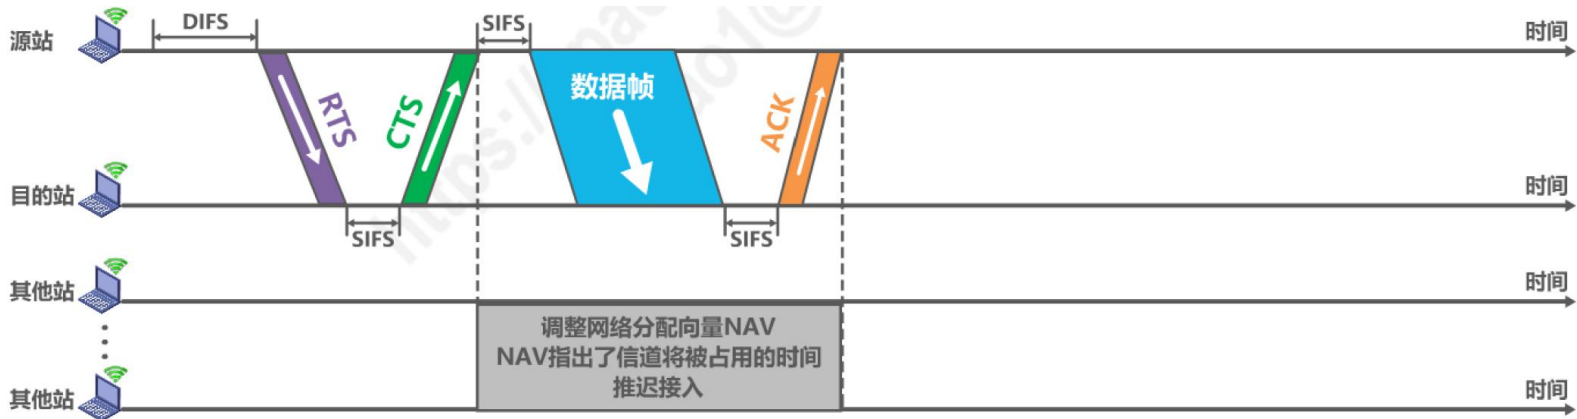 DIFS
SIFS
源站
时间
RTS
CTS
数据帧
ACK
目的站
时间
SIFS
SIFS
其他站
时间
调整网络分配向量NAV
NAV指出了信道将被占用的时间
推迟接入
其他站
时间